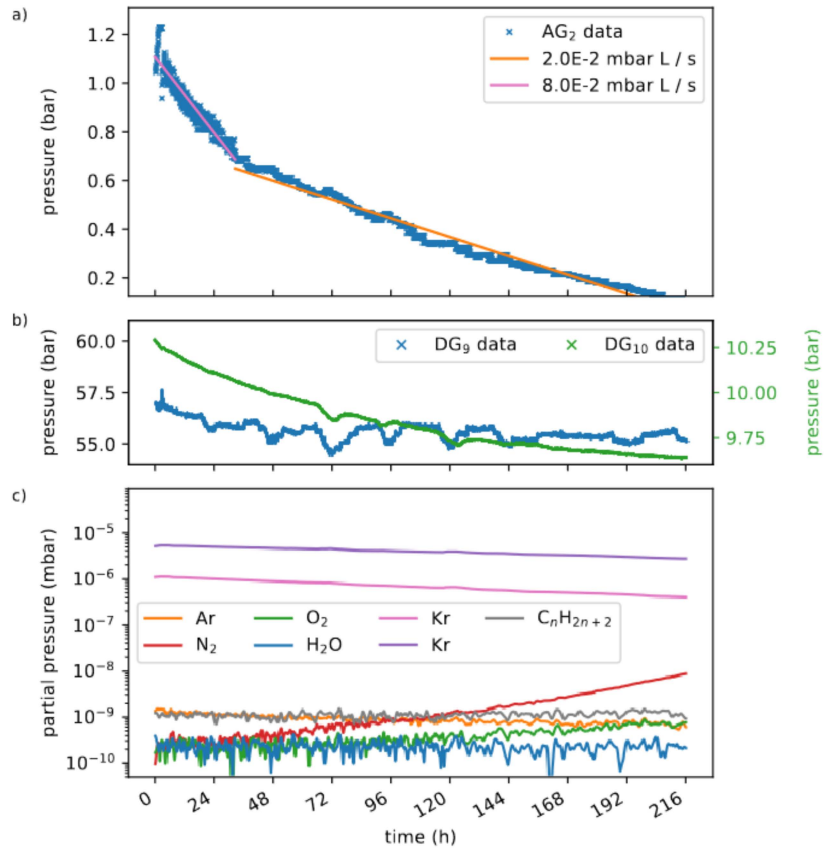 a)
pressure (bar)
1.2
1.0
0.8
0.6
0.4
0.2
AG₂ data
2.0E-2 mbar L / s
8.0E-2 mbar L / s
b)
pressure (bar)
60.0
57.5
55.0
DG₉ data DG₁₀ data
10.25
10.00
9.75
pressure (bar)
c)
partial pressure (mbar)
10⁻⁵
10⁻⁶
10⁻⁷
10⁻⁸
10⁻⁹
10⁻¹⁰
Ar O₂ Kr CₙH₂ₙ₊₂
N₂ H₂O Kr
0 24 48 72 96 120 144 168 192 216
time (h)